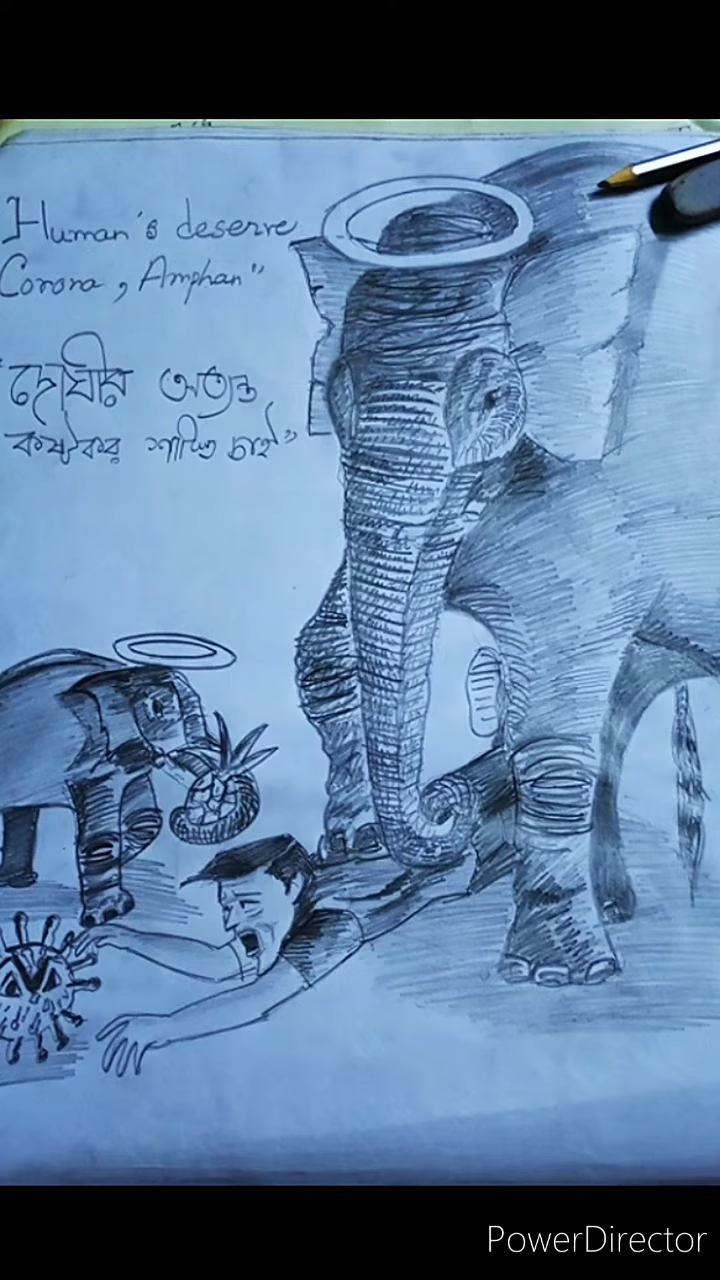 Human's deserve
Corona, Amphan"
"দোষীর অত্যন্ত
কষ্টকর শাস্তি চাই"
PowerDirector